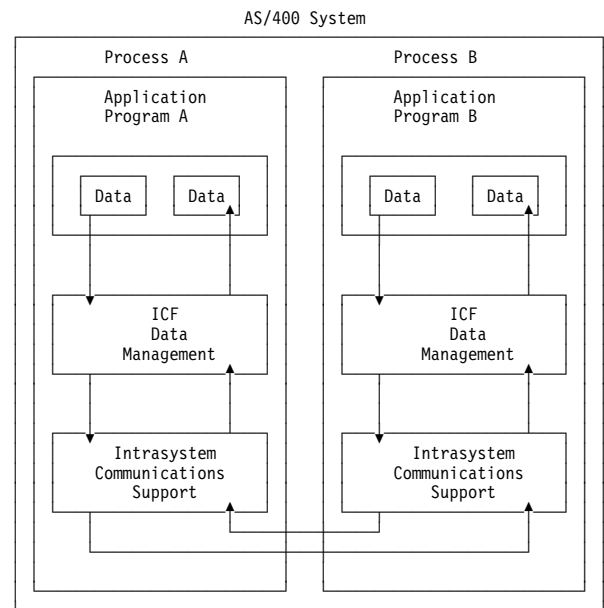 AS/400 System
Process A
Process B
Application
Program A
Application
Program B
Data
Data
Data
Data
ICF
Data
Management
ICF
Data
Management
Intrasystem
Communications
Support
Intrasystem
Communications
Support